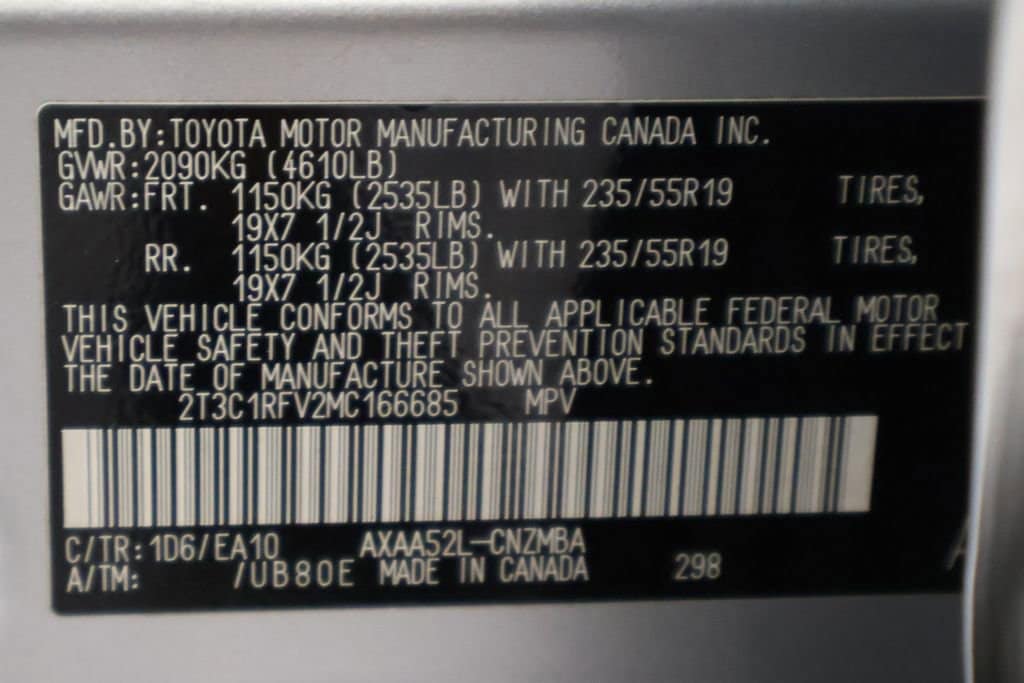 MFD.BY:TOYOTA MOTOR MANUFACTURING CANADA INC.
GVWR:2090KG (4610LB)
GAWR:FRT. 1150KG (2535LB) WITH 235/55R19 TIRES,
19X7 1/2J RIMS.
RR. 1150KG (2535LB) WITH 235/55R19 TIRES,
19X7 1/2J RIMS.
THIS VEHICLE CONFORMS TO ALL APPLICABLE FEDERAL MOTOR
VEHICLE SAFETY AND THEFT PREVENTION STANDARDS IN EFFECT
THE DATE OF MANUFACTURE SHOWN ABOVE.
2T3C1RFV2MC166685 MPV
C/TR:1D6/EA10 AXAA52L-CNZMBA
A/TM: /UB80E MADE IN CANADA 298